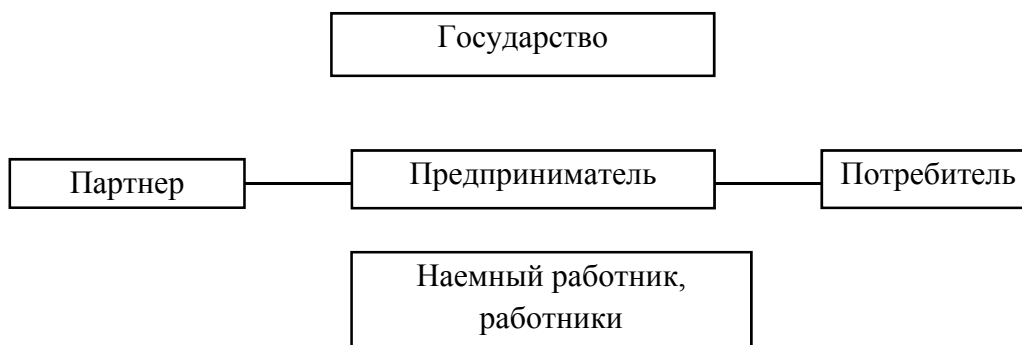 Государство
Партнер
Предприниматель
Потребитель
Наемный работник,
работники